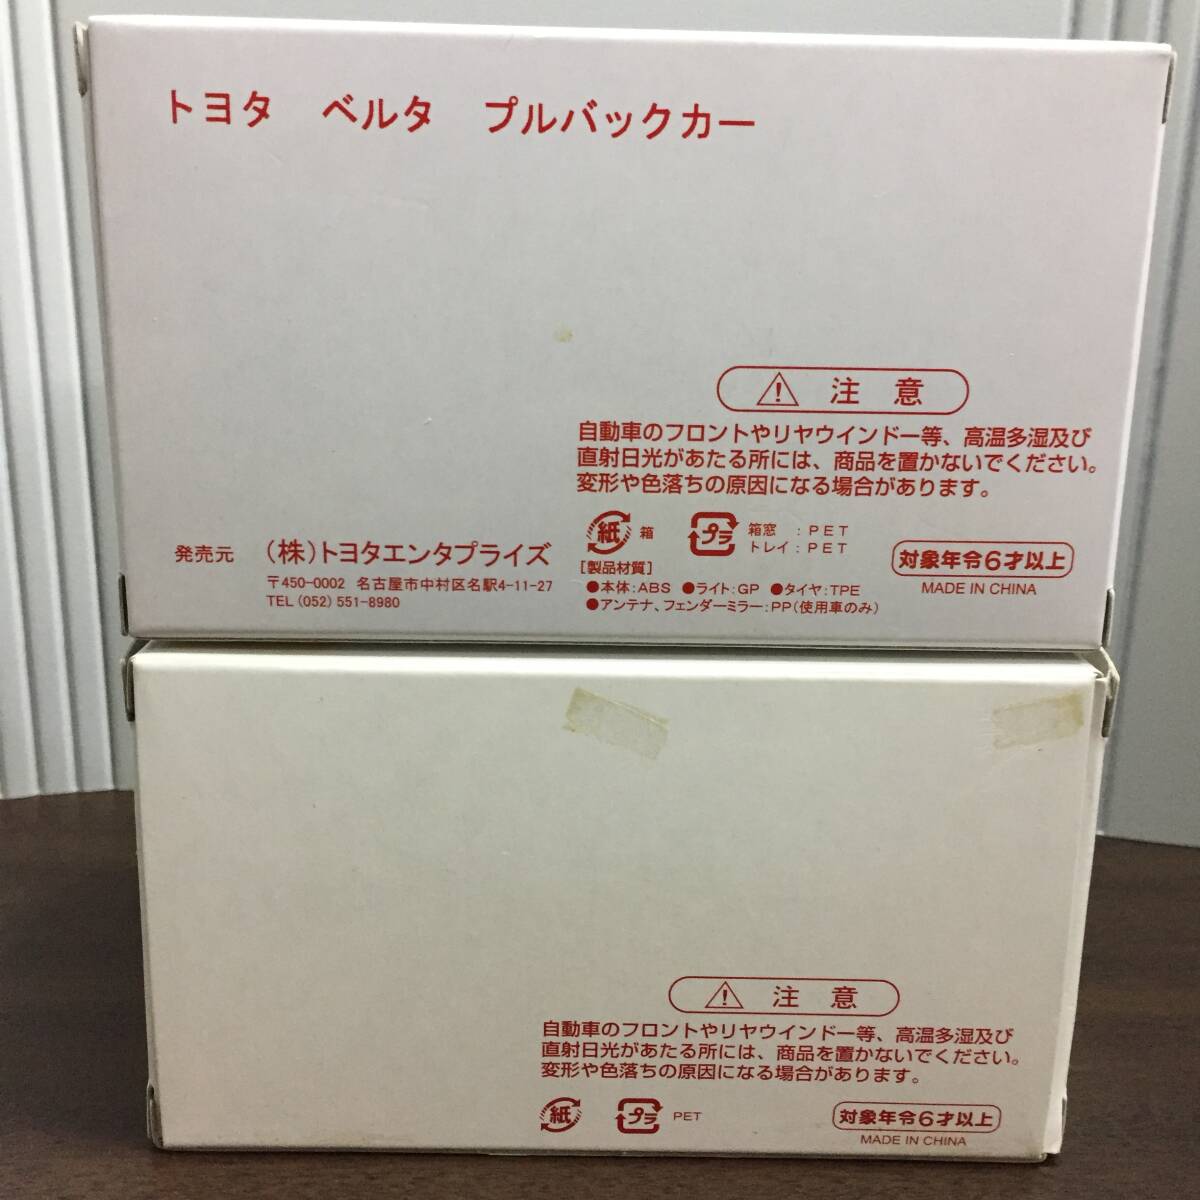 トヨタ　ベルタ　プルバックカー
注　意
自動車のフロントやリヤウインドー等、高温多湿及び
直射日光があたる所には、商品を置かないでください。
変形や色落ちの原因になる場合があります。
紙 箱
プラ 箱窓 : PET
トレイ : PET
[製品材質]
●本体:ABS ●ライト:GP ●タイヤ:TPE
●アンテナ、フェンダーミラー:PP(使用車のみ)
対象年令6才以上
MADE IN CHINA
発売元　(株)トヨタエンタプライズ
〒450-0002 名古屋市中村区名駅4-11-27
TEL (052) 551-8980
注　意
自動車のフロントやリヤウインドー等、高温多湿及び
直射日光があたる所には、商品を置かないでください。
変形や色落ちの原因になる場合があります。
紙 プラ PET
対象年令6才以上
MADE IN CHINA